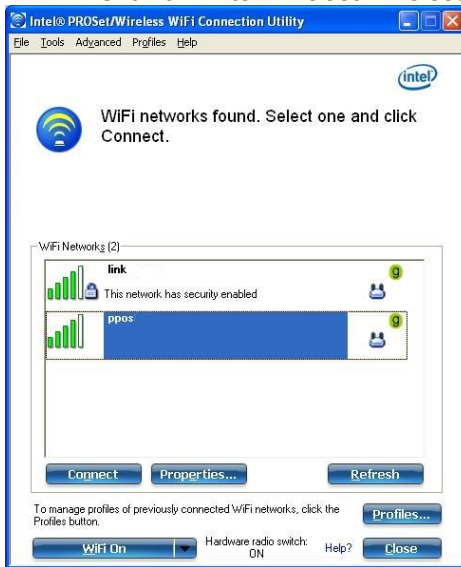 Intel® PROSet/Wireless WiFi Connection Utility
File Tools Advanced Profiles Help
intel
WiFi networks found. Select one and click
Connect.
WiFi Networks (2)
link
g
This network has security enabled
ppos
g
Connect Properties... Refresh
To manage profiles of previously connected WiFi networks, click the
Profiles button.
Profiles...
WiFi On
Hardware radio switch:
ON
Help?
Close